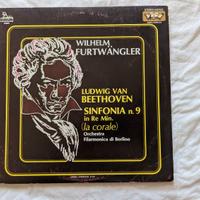 WILHELM
FURTWÄNGLER
LUDWIG VAN
BEETHOVEN
SINFONIA n. 9
in Re Min.
(la corale)
Orchestra
Filarmonica di Berlino